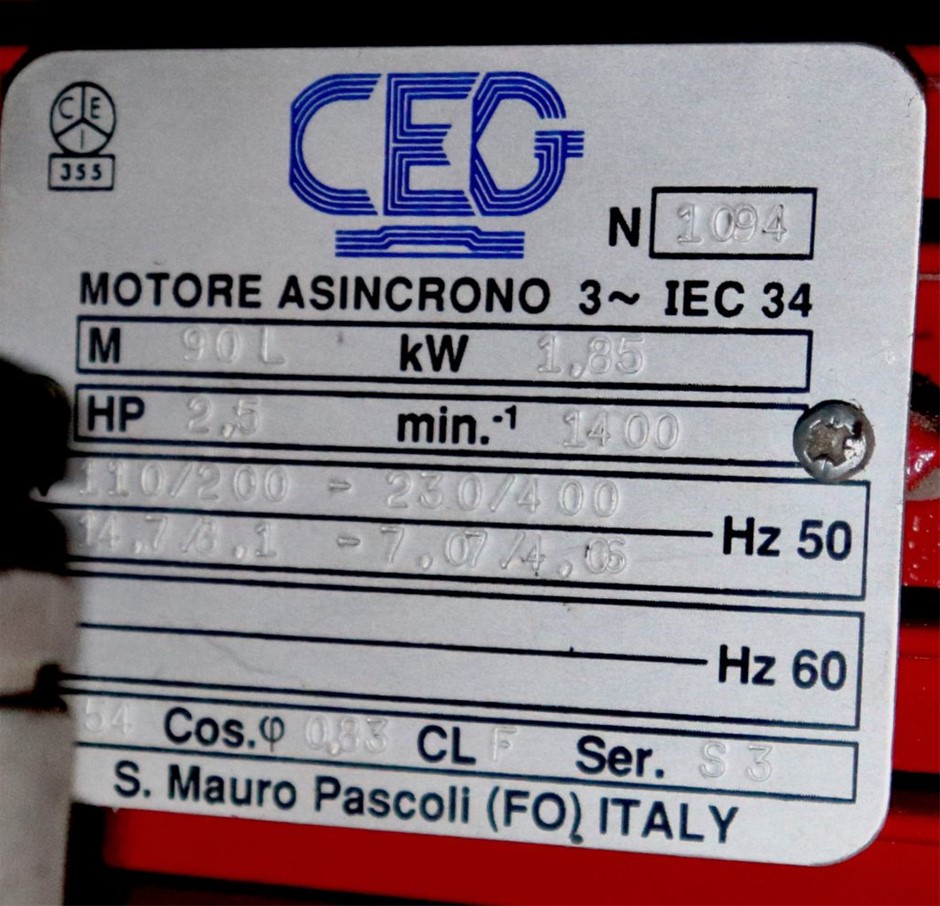 CEI
355
CEG
N 1094
MOTORE ASINCRONO 3~ IEC 34
M 90L kW 1,85
HP 2,5 min.-1 1400
110/200 - 230/400
14,7/8,1 - 7,07/4,06
Hz 50
Hz 60
54 Cos.φ 0,83 CL F Ser. S3
S. Mauro Pascoli (FO) ITALY